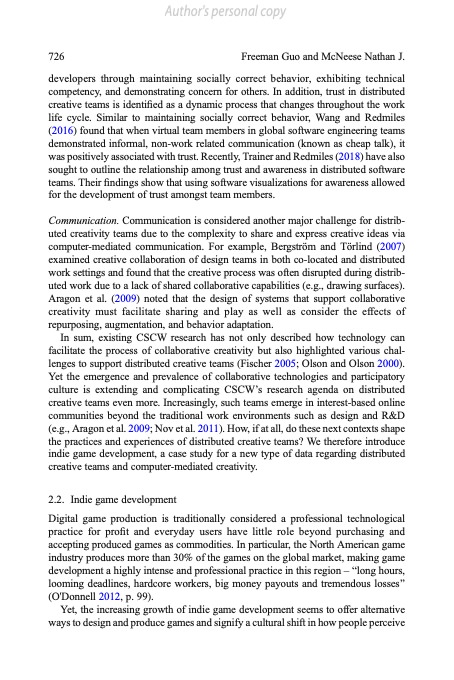 Author's personal copy
726 Freeman Guo and McNeese Nathan J.
developers through maintaining socially correct behavior, exhibiting technical
competency, and demonstrating concern for others. In addition, trust in distributed
creative teams is identified as a dynamic process that changes throughout the work
life cycle. Similar to maintaining socially correct behavior, Wang and Redmiles
(2016) found that when virtual team members in global software engineering teams
demonstrated informal, non-work related communication (known as cheap talk), it
was positively associated with trust. Recently, Trainer and Redmiles (2018) have also
sought to outline the relationship among trust and awareness in distributed software
teams. Their findings show that using software visualizations for awareness allowed
for the development of trust amongst team members.
Communication. Communication is considered another major challenge for distrib-
uted creativity teams due to the complexity to share and express creative ideas via
computer-mediated communication. For example, Bergström and Törlind (2007)
examined creative collaboration of design teams in both co-located and distributed
work settings and found that the creative process was often disrupted during distrib-
uted work due to a lack of shared collaborative capabilities (e.g., drawing surfaces).
Aragon et al. (2009) noted that the design of systems that support collaborative
creativity must facilitate sharing and play as well as consider the effects of
repurposing, augmentation, and behavior adaptation.
In sum, existing CSCW research has not only described how technology can
facilitate the process of collaborative creativity but also highlighted various chal-
lenges to support distributed creative teams (Fischer 2005; Olson and Olson 2000).
Yet the emergence and prevalence of collaborative technologies and participatory
culture is extending and complicating CSCW's research agenda on distributed
creative teams even more. Increasingly, such teams emerge in interest-based online
communities beyond the traditional work environments such as design and R&D
(e.g., Aragon et al. 2009; Nov et al. 2011). How, if at all, do these next contexts shape
the practices and experiences of distributed creative teams? We therefore introduce
indie game development, a case study for a new type of data regarding distributed
creative teams and computer-mediated creativity.
2.2. Indie game development
Digital game production is traditionally considered a professional technological
practice for profit and everyday users have little role beyond purchasing and
accepting produced games as commodities. In particular, the North American game
industry produces more than 30% of the games on the global market, making game
development a highly intense and professional practice in this region – “long hours,
looming deadlines, hardcore workers, big money payouts and tremendous losses”
(O'Donnell 2012, p. 99).
Yet, the increasing growth of indie game development seems to offer alternative
ways to design and produce games and signify a cultural shift in how people perceive